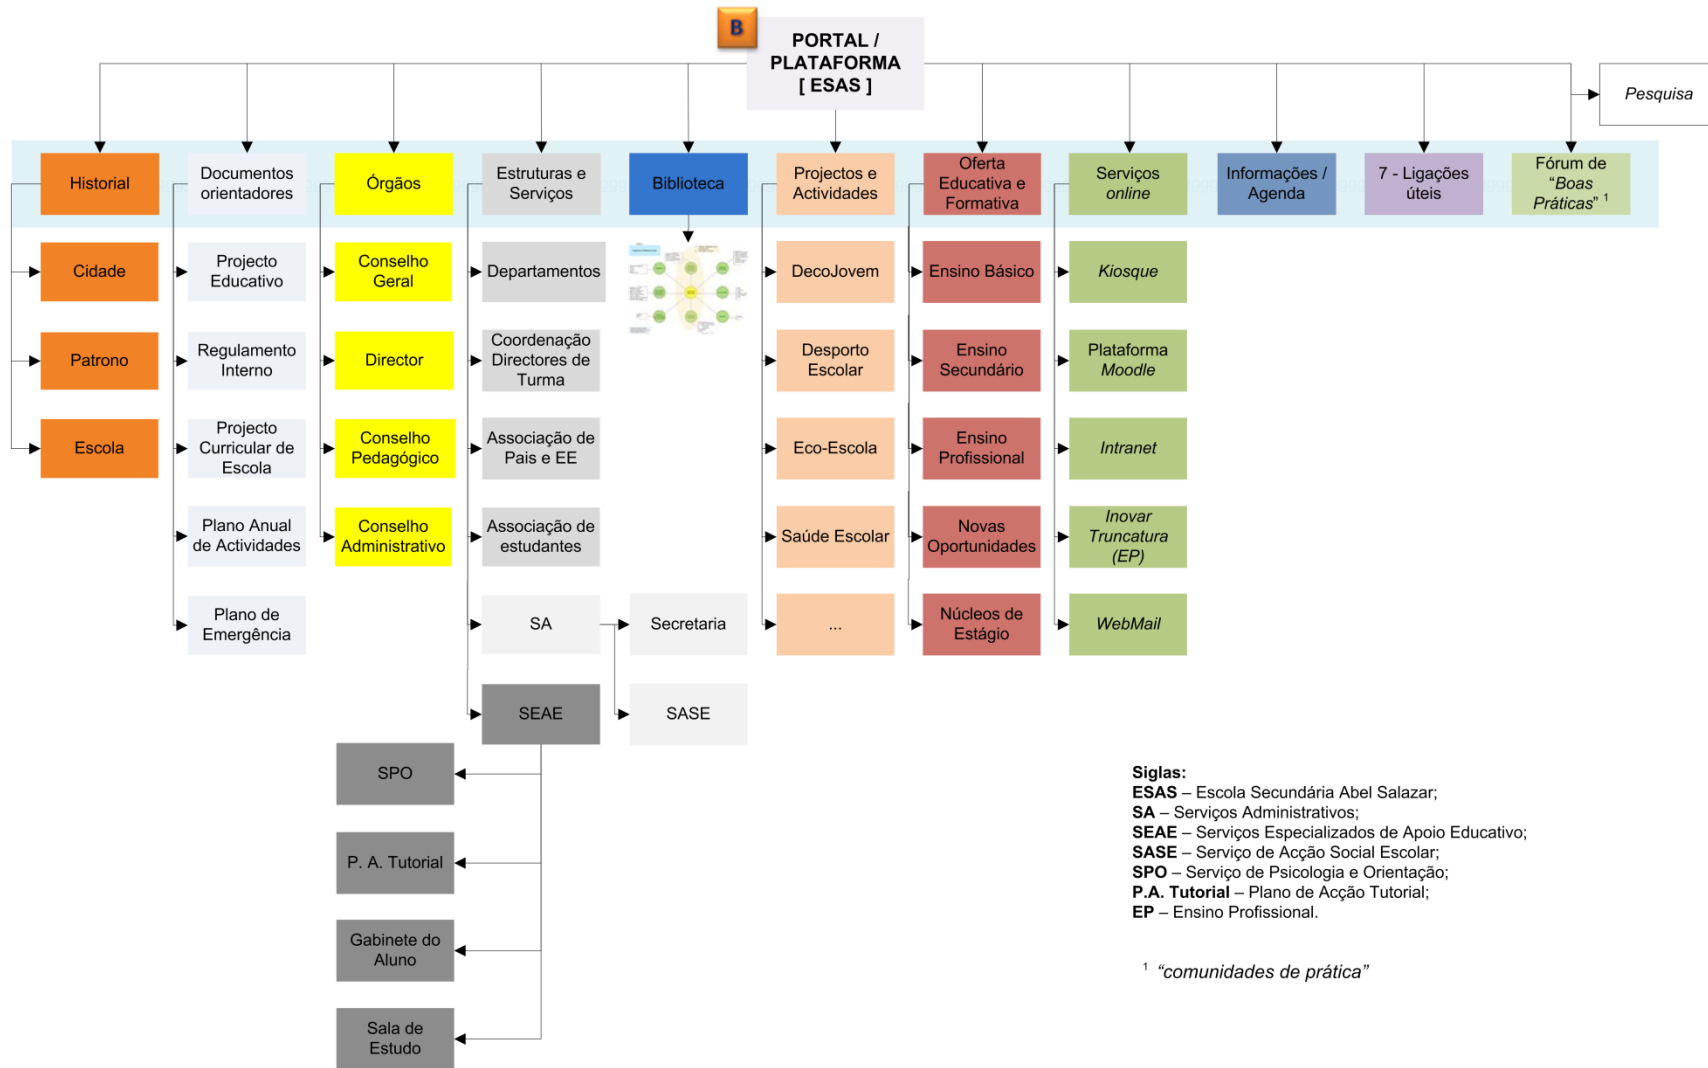 B
PORTAL /
PLATAFORMA
[ ESAS ]
Pesquisa
Historial
Documentos
orientadores
Órgãos
Estruturas e
Serviços
Biblioteca
Projectos e
Actividades
Oferta
Educativa e
Formativa
Serviços
online
Informações /
Agenda
7 - Ligações
úteis
Fórum de
“Boas
Práticas” 1
Cidade
Projecto
Educativo
Conselho
Geral
Departamentos
DecoJovem
Ensino Básico
Kiosque
Patrono
Regulamento
Interno
Director
Coordenação
Directores de
Turma
Desporto
Escolar
Ensino
Secundário
Plataforma
Moodle
Escola
Projecto
Curricular de
Escola
Conselho
Pedagógico
Associação de
Pais e EE
Eco-Escola
Ensino
Profissional
Intranet
Plano Anual
de Actividades
Conselho
Administrativo
Associação de
estudantes
Saúde Escolar
Novas
Oportunidades
Inovar
Truncatura
(EP)
Plano de
Emergência
SA
Secretaria
...
Núcleos de
Estágio
WebMail
SEAE
SASE
SPO
P. A. Tutorial
Gabinete do
Aluno
Sala de
Estudo
Siglas:
ESAS – Escola Secundária Abel Salazar;
SA – Serviços Administrativos;
SEAE – Serviços Especializados de Apoio Educativo;
SASE – Serviço de Acção Social Escolar;
SPO – Serviço de Psicologia e Orientação;
P.A. Tutorial – Plano de Acção Tutorial;
EP – Ensino Profissional.
1 “comunidades de prática”